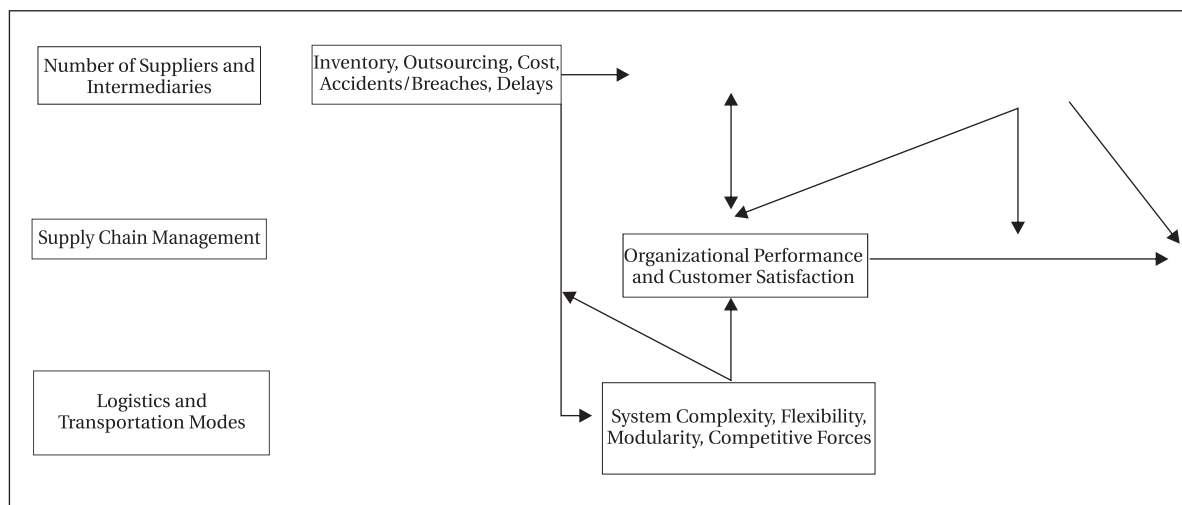 Number of Suppliers and
Intermediaries
Inventory, Outsourcing, Cost,
Accidents/Breaches, Delays
Supply Chain Management
Organizational Performance
and Customer Satisfaction
Logistics and
Transportation Modes
System Complexity, Flexibility,
Modularity, Competitive Forces